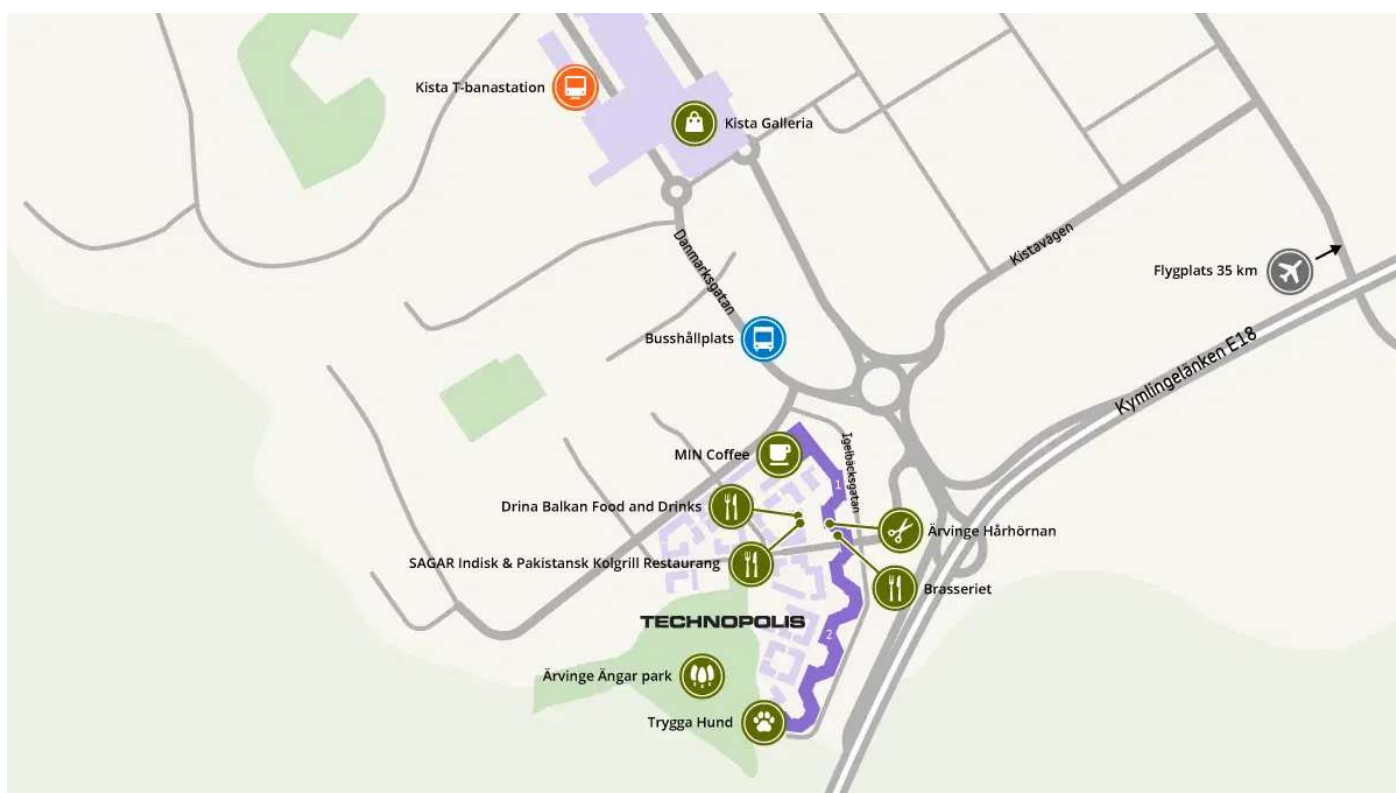 Kista T-banastation
Kista Galleria
Danmarksgatan
Kistavägen
Flygplats 35 km
Busshållplats
Kymlingelänken E18
MIN Coffee
Igelbäcksgatan
1
Drina Balkan Food and Drinks
Ärvinge Hårhörnan
SAGAR Indisk & Pakistansk Kolgrill Restaurang
Brasseriet
TECHNOPOLIS
2
Ärvinge Ängar park
Trygga Hund